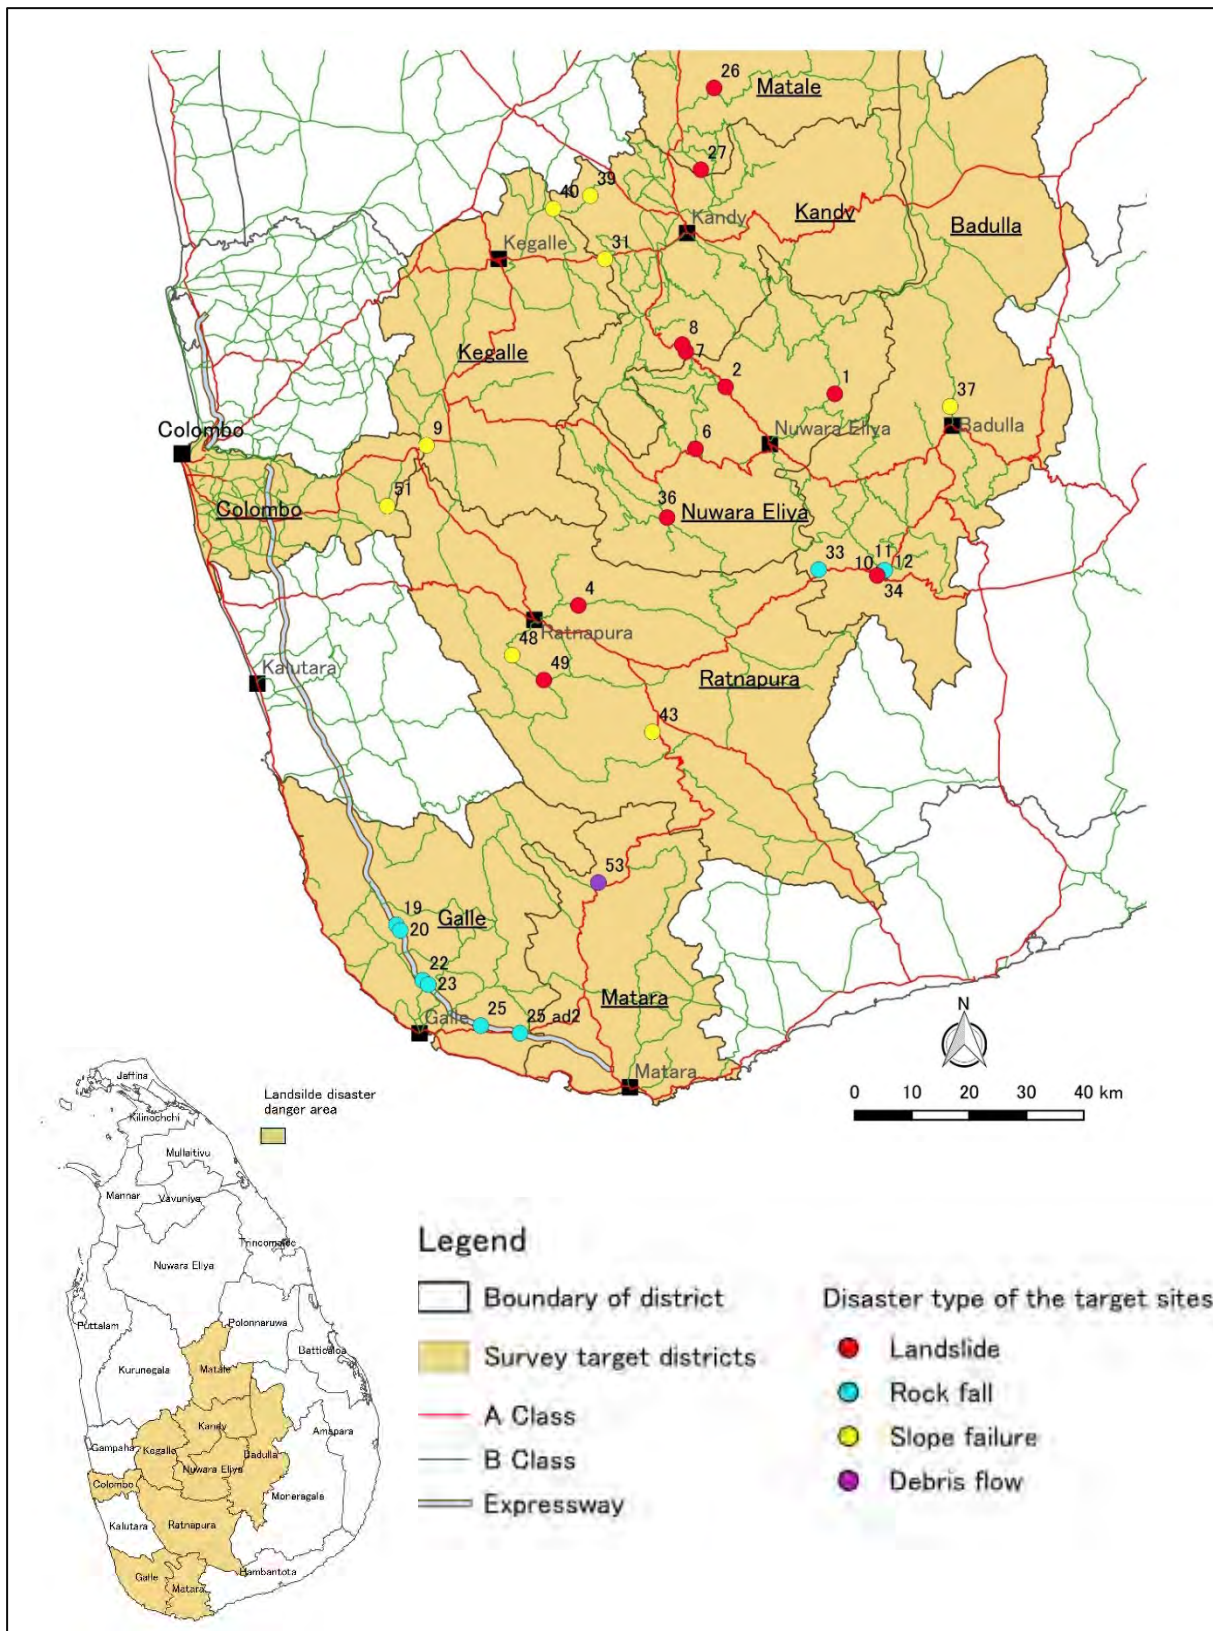 26
Matale
27
39
40
Kandy
Kandy
Badulla
Kegalle
31
8
7
Kegalle
2
1
37
Colombo
9
6
Nuwara Eliya
Badulla
51
Colombo
36
Nuwara Eliya
33
11
10
12
34
4
Ratnapura
48
49
Ratnapura
Kalutara
43
53
19
20
Galle
22
23
Matara
25
25 ad2
Galle
Matara
N
0 10 20 30 40 km
Landsilde disaster
danger area
Jaffina
Kilinochchi
Mullaitivu
Mannar
Vavuniya
Trincomalee
Nuwara Eliya
Puttalam
Polonnaruwa
Batticaloa
Kurunegala
Matale
Kandy
Amapara
Gampaha
Kegalle
Badulla
Nuwara Eliya
Colombo
Moneragala
Kalutara
Ratnapura
Galle
Matara
Hambantota
Legend
Boundary of district
Survey target districts
A Class
B Class
Expressway
Disaster type of the target sites
Landslide
Rock fall
Slope failure
Debris flow